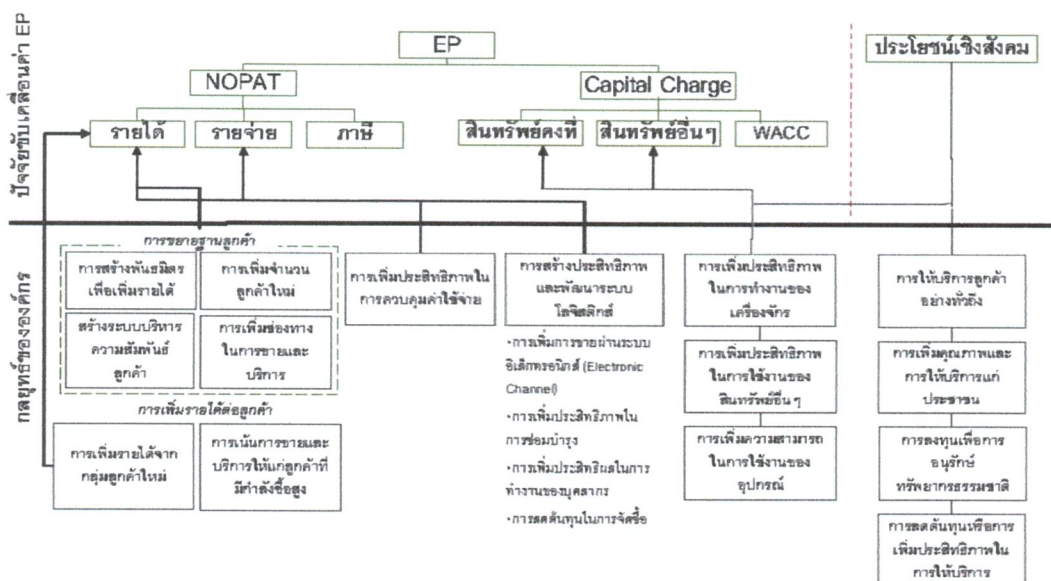 ปัจจัยขับเคลื่อนค่า EP
EP
ประโยชน์เชิงสังคม
NOPAT
Capital Charge
รายได้
รายจ่าย
ภาษี
สินทรัพย์คงที่
สินทรัพย์อื่นๆ
WACC
กลยุทธ์ขององค์กร
การขยายฐานลูกค้า
การสร้างพันธมิตร
เพื่อเพิ่มรายได้
การเพิ่มจำนวน
ลูกค้าใหม่
สร้างระบบบริหาร
ความสัมพันธ์
ลูกค้า
การเพิ่มช่องทาง
ในการขายและ
บริการ
การเพิ่มรายได้ต่อลูกค้า
การเพิ่มรายได้จาก
กลุ่มลูกค้าใหม่
การเน้นการขายและ
บริการให้แก่ลูกค้าที่
มีกำลังซื้อสูง
การเพิ่มประสิทธิภาพใน
การควบคุมค่าใช้จ่าย
การสร้างประสิทธิภาพ
และพัฒนาระบบ
โลจิสติกส์
•การเพิ่มการขายผ่านระบบ
อิเล็กทรอนิกส์ (Electronic
Channel)
•การเพิ่มประสิทธิภาพใน
การซ่อมบำรุง
•การเพิ่มประสิทธิผลในการ
ทำงานของบุคลากร
•การลดต้นทุนในการจัดซื้อ
การเพิ่มประสิทธิภาพ
ในการทำงานของ
เครื่องจักร
การเพิ่มประสิทธิภาพ
ในการใช้งานของ
สินทรัพย์อื่นๆ
การเพิ่มความสามารถ
ในการใช้งานของ
อุปกรณ์
การให้บริการลูกค้า
อย่างทั่วถึง
การเพิ่มคุณภาพและ
การให้บริการแก่
ประชาชน
การลงทุนเพื่อการ
อนุรักษ์
ทรัพยากรธรรมชาติ
การลดต้นทุนหรือการ
เพิ่มประสิทธิภาพใน
การให้บริการ